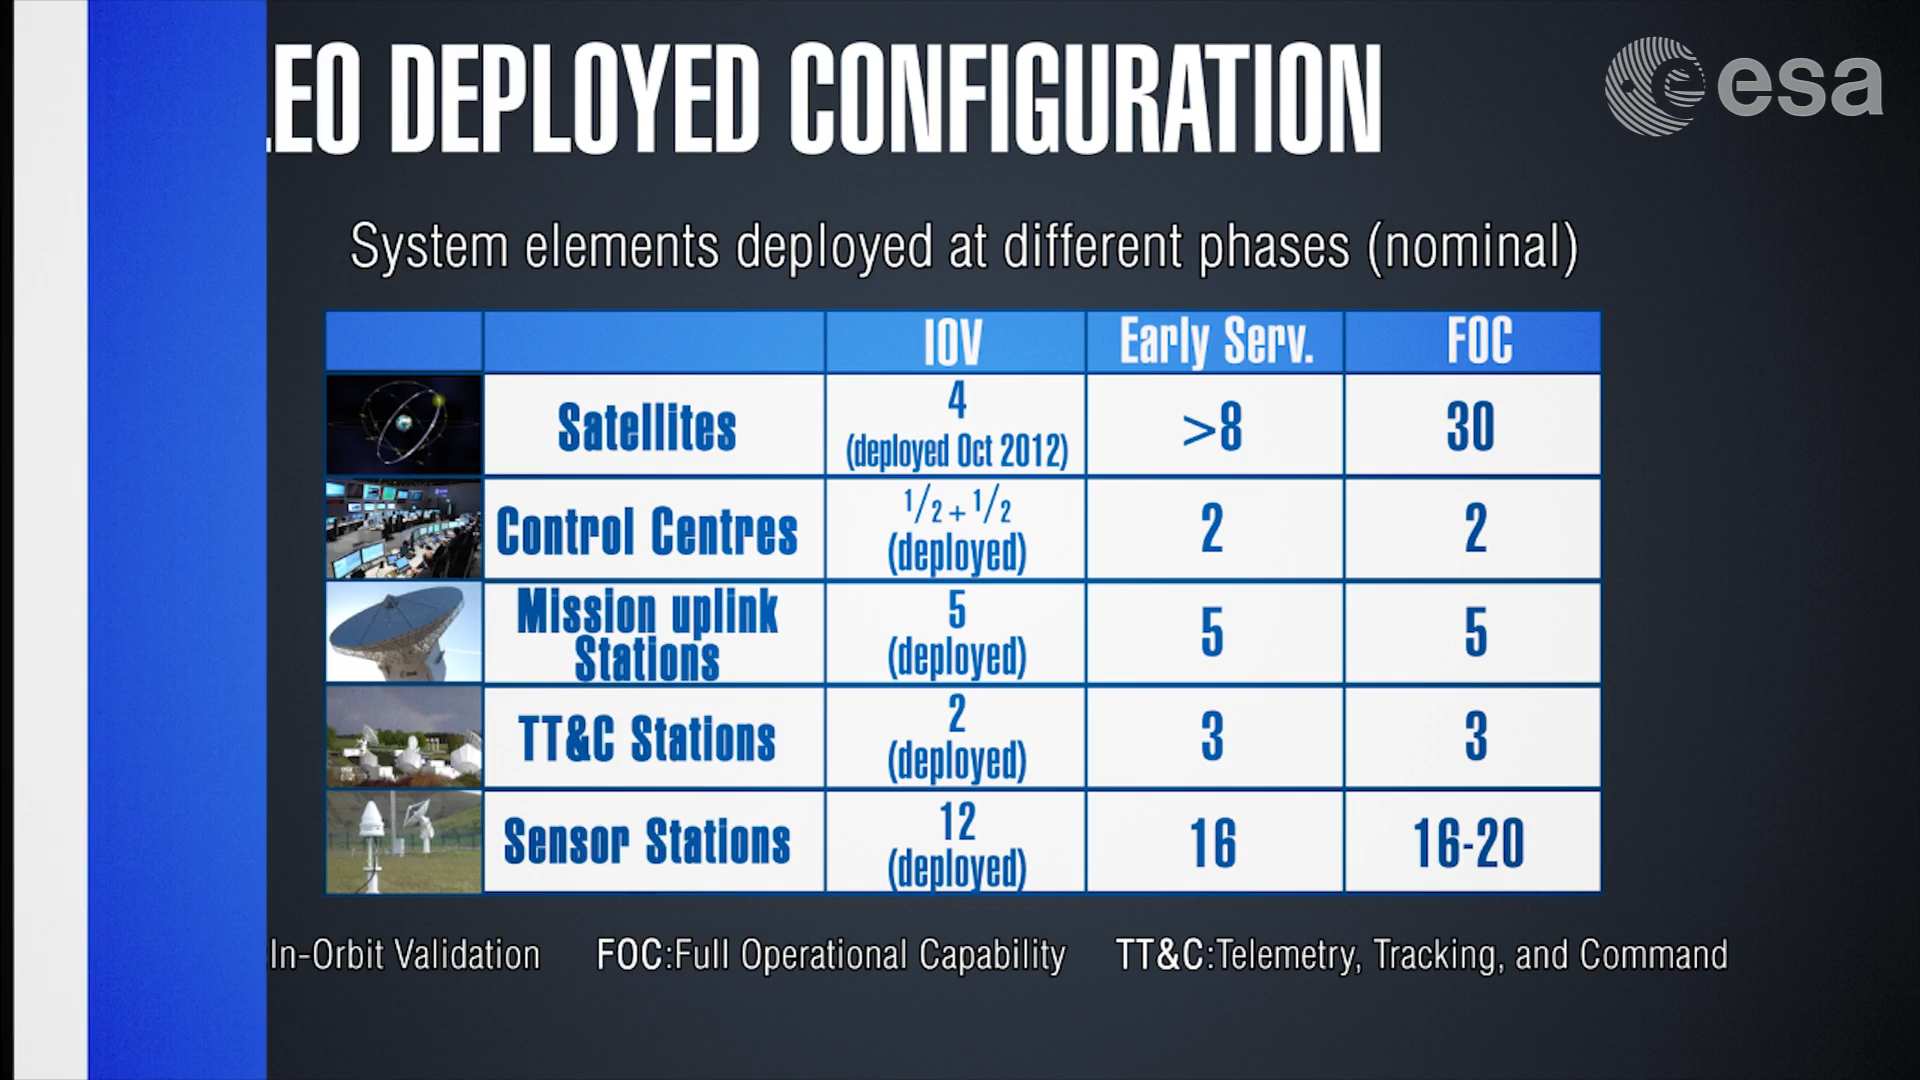 LEO DEPLOYED CONFIGURATION
esa
System elements deployed at different phases (nominal)
IOV Early Serv. FOC
Satellites 4 (deployed Oct 2012) >8 30
Control Centres 1/2 + 1/2 (deployed) 2 2
Mission uplink Stations 5 (deployed) 5 5
TT&C Stations 2 (deployed) 3 3
Sensor Stations 12 (deployed) 16 16-20
In-Orbit Validation FOC:Full Operational Capability TT&C:Telemetry, Tracking, and Command